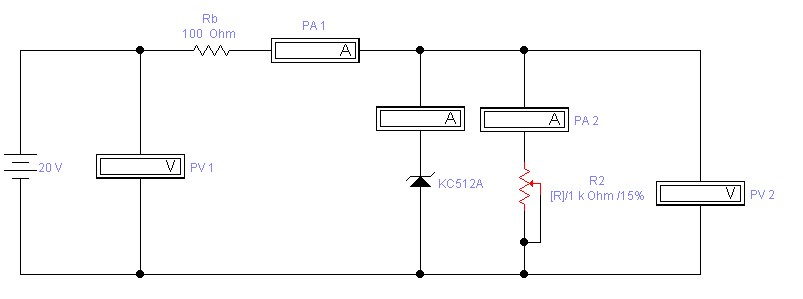 Rb
100 Ohm
PA 1
A
A
A
PA 2
20 V
V
PV 1
KC512A
R2
[R]/1 k Ohm /15%
V
PV 2